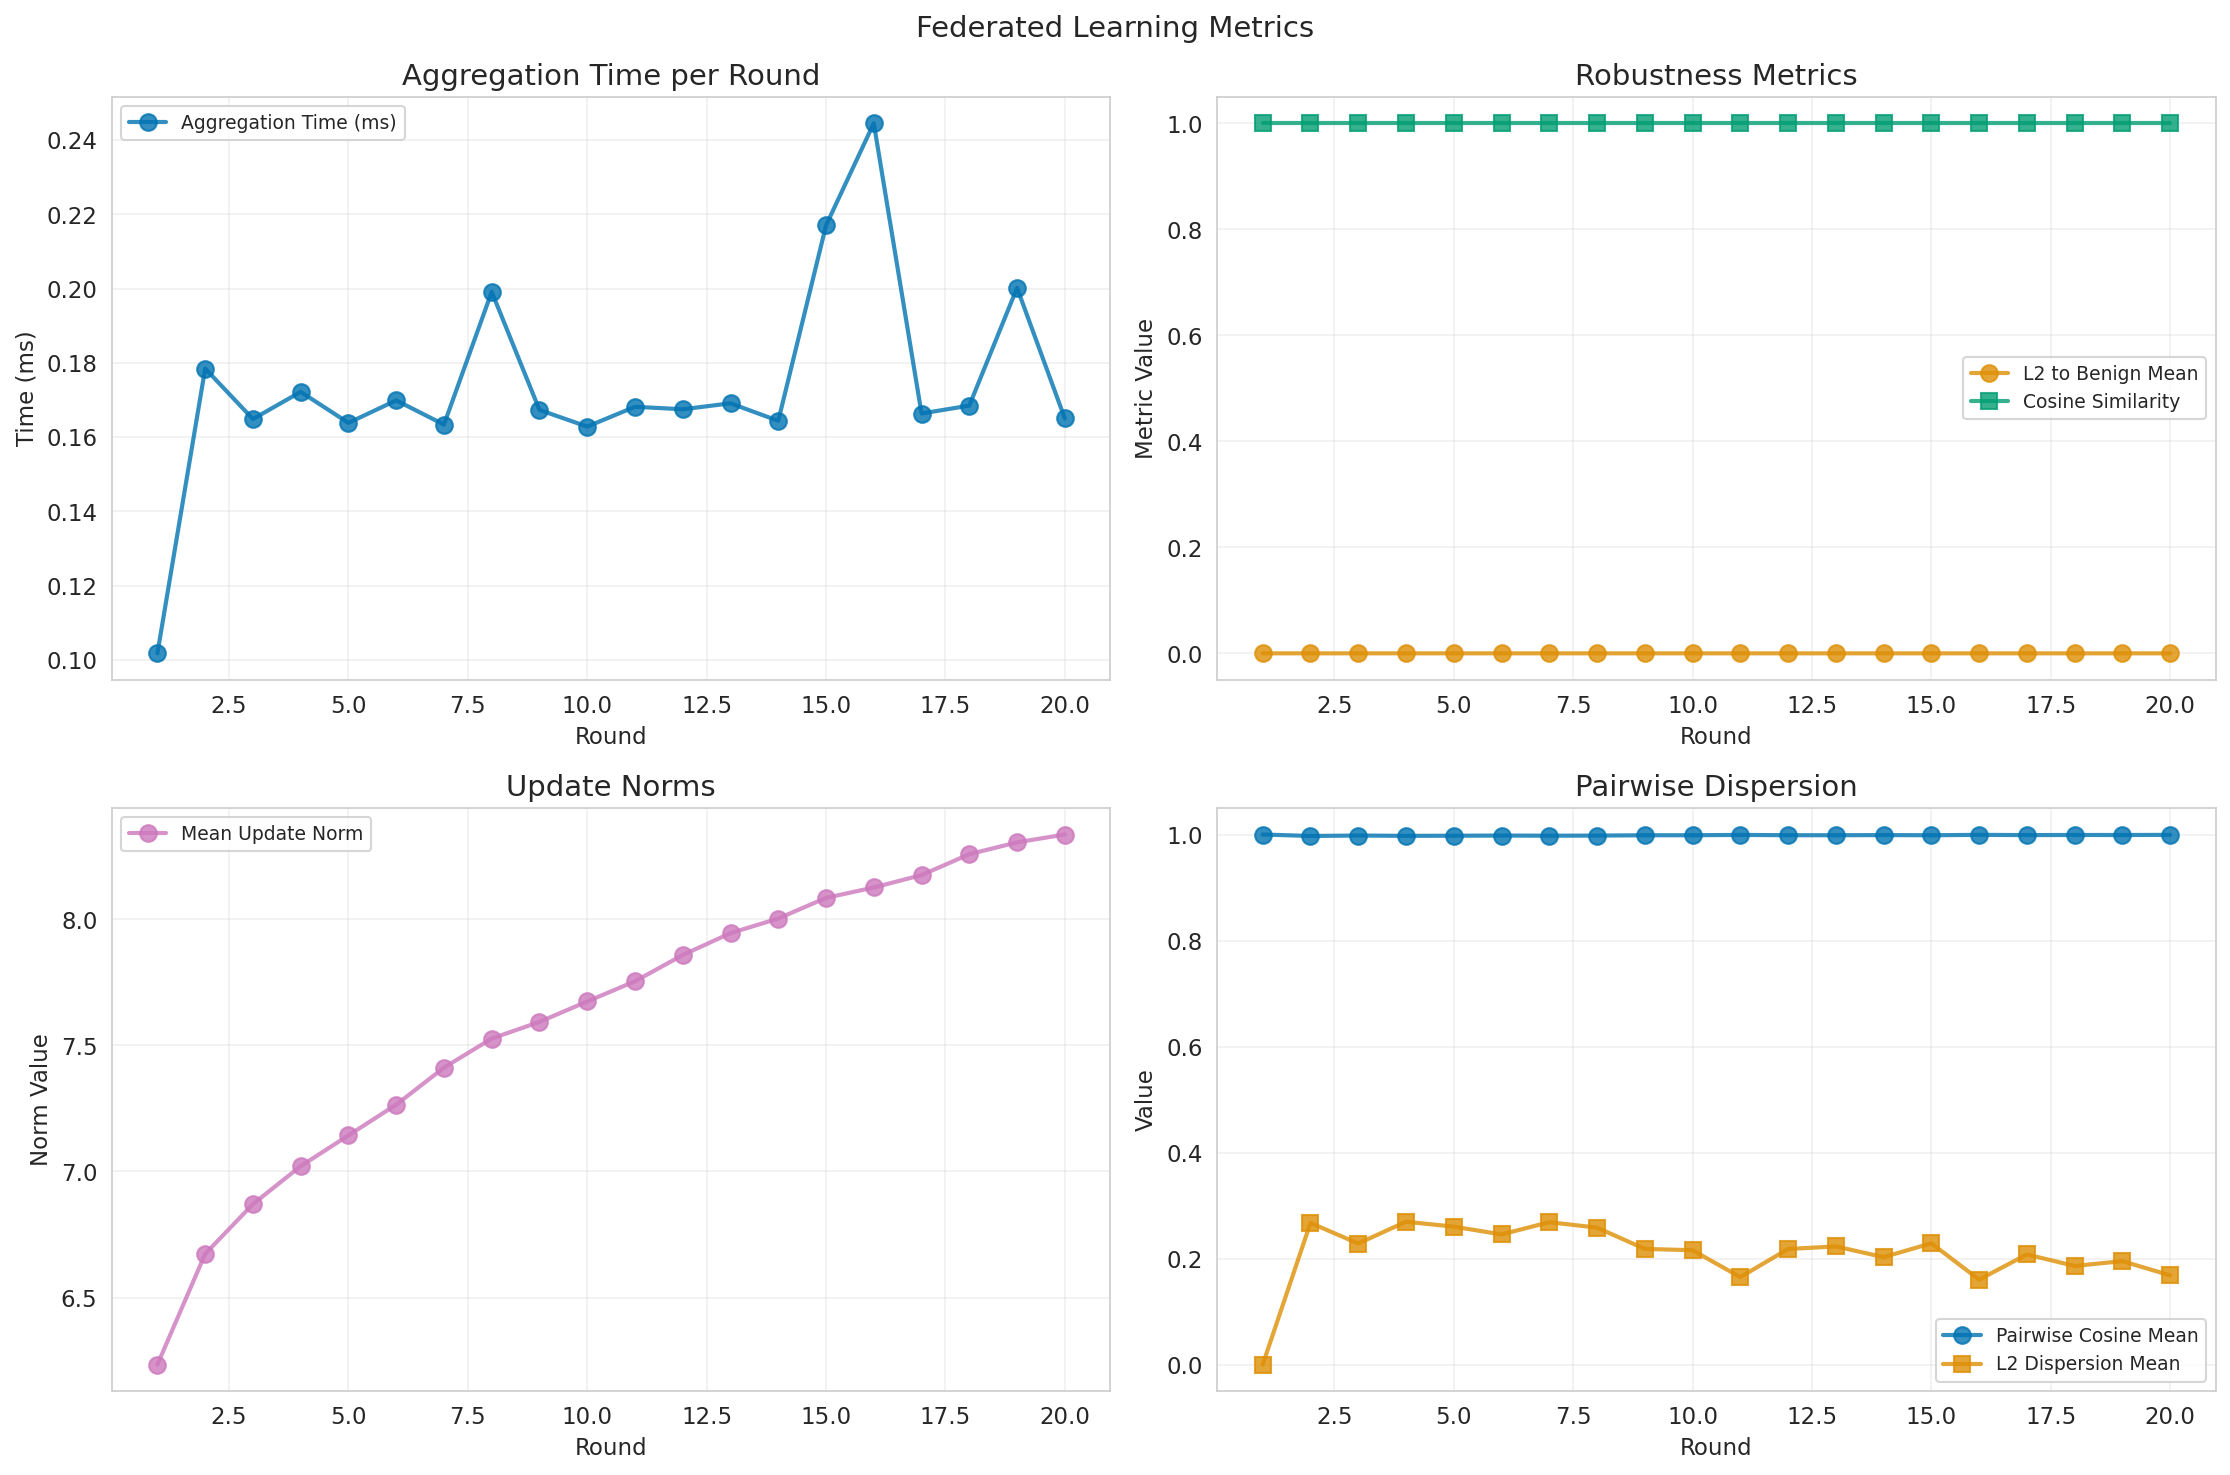 Federated Learning Metrics
Aggregation Time per Round
Aggregation Time (ms)
0.24
0.22
0.20
0.18
0.16
0.14
0.12
0.10
Time (ms)
2.5 5.0 7.5 10.0 12.5 15.0 17.5 20.0
Round
Robustness Metrics
1.0
0.8
0.6
0.4
0.2
0.0
Metric Value
L2 to Benign Mean
Cosine Similarity
2.5 5.0 7.5 10.0 12.5 15.0 17.5 20.0
Round
Update Norms
Mean Update Norm
8.0
7.5
7.0
6.5
Norm Value
2.5 5.0 7.5 10.0 12.5 15.0 17.5 20.0
Round
Pairwise Dispersion
1.0
0.8
0.6
0.4
0.2
0.0
Value
Pairwise Cosine Mean
L2 Dispersion Mean
2.5 5.0 7.5 10.0 12.5 15.0 17.5 20.0
Round